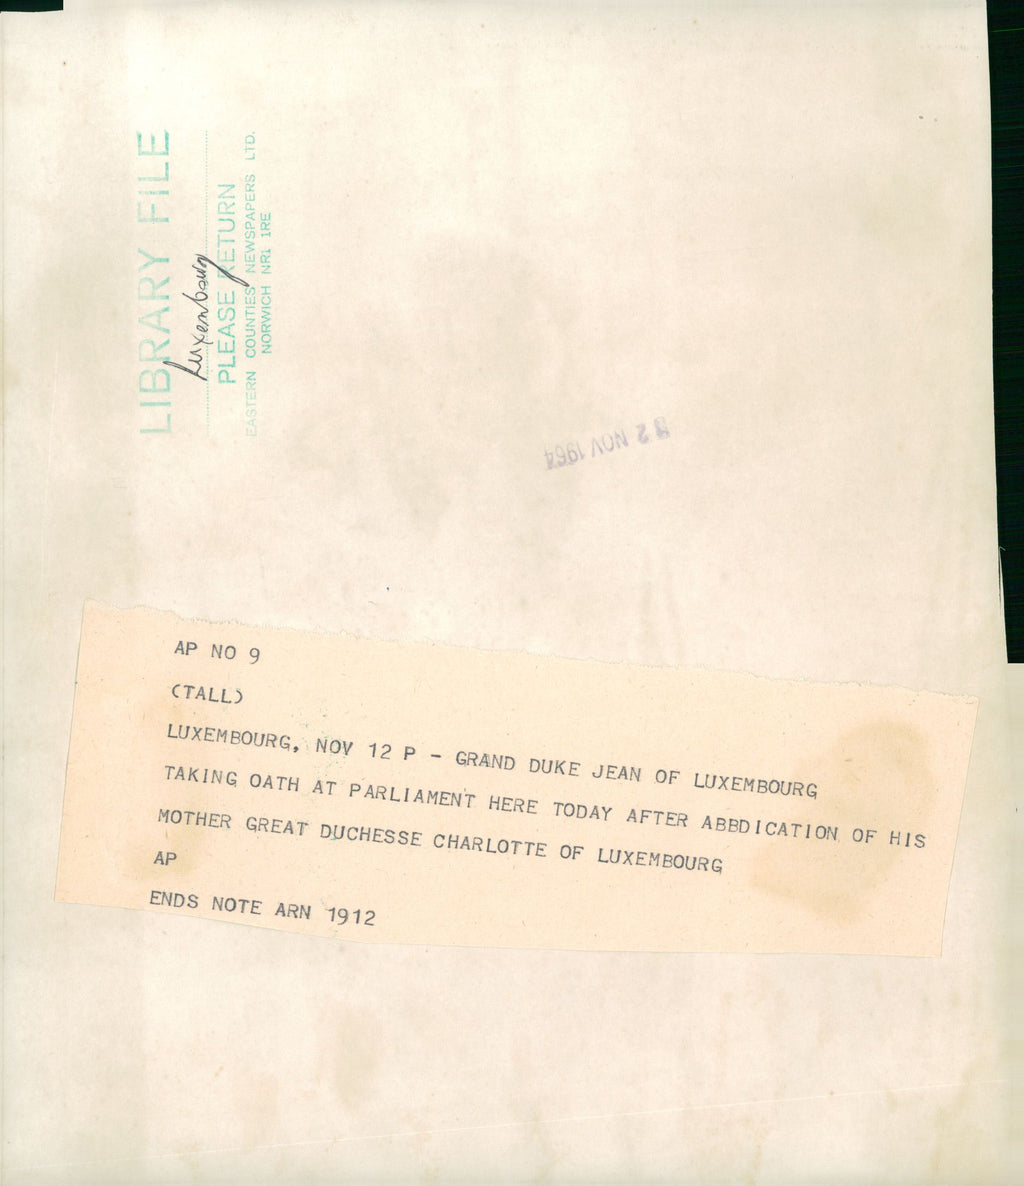 LIBRARY FILE
Luxembourg
PLEASE RETURN
EASTERN COUNTIES NEWSPAPERS LTD.
NORWICH NR1 1RE
2 NOV 1964
AP NO 9
(TALL)
LUXEMBOURG, NOV 12 P - GRAND DUKE JEAN OF LUXEMBOURG
TAKING OATH AT PARLIAMENT HERE TODAY AFTER ABBDICATION OF HIS
MOTHER GREAT DUCHESSE CHARLOTTE OF LUXEMBOURG
AP
ENDS NOTE ARN 1912